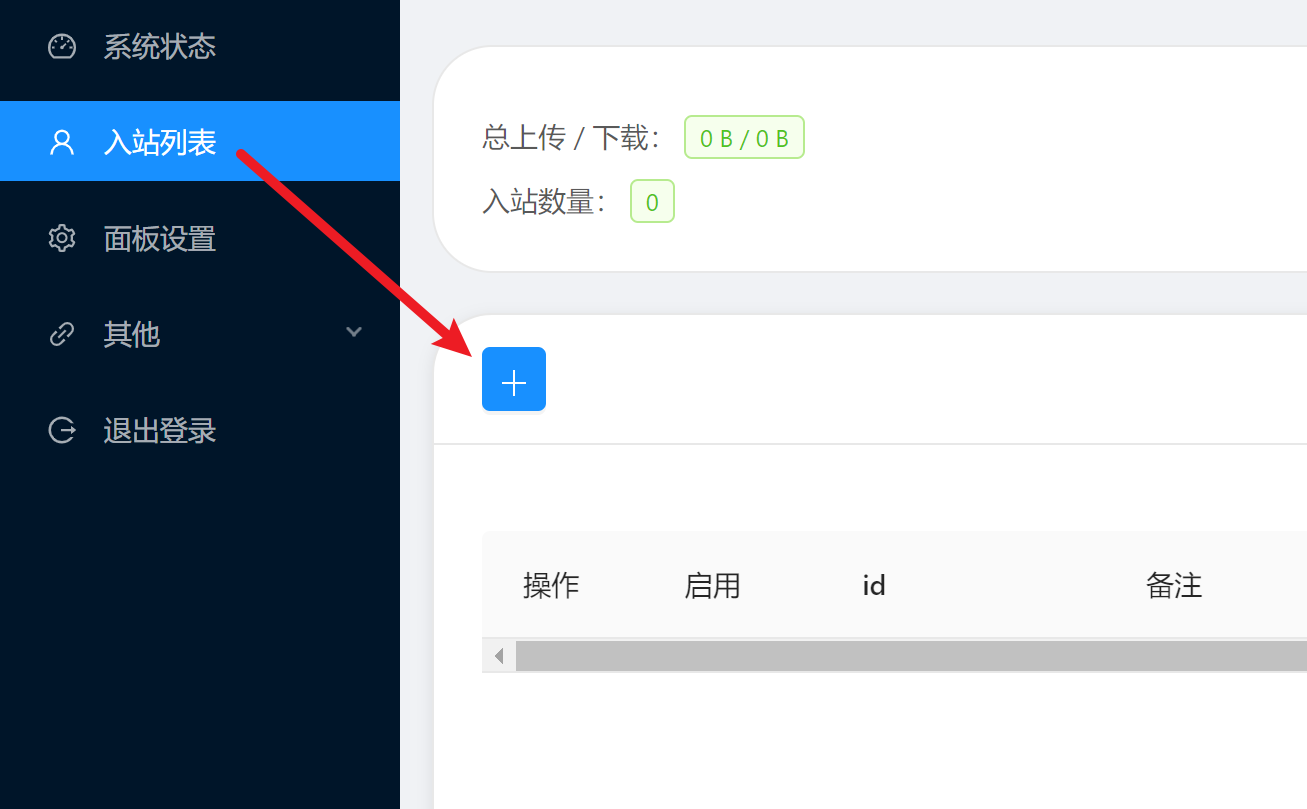 系统状态
入站列表
面板设置
其他
退出登录
总上传 / 下载：
0 B / 0 B
入站数量：
0
操作
启用
id
备注